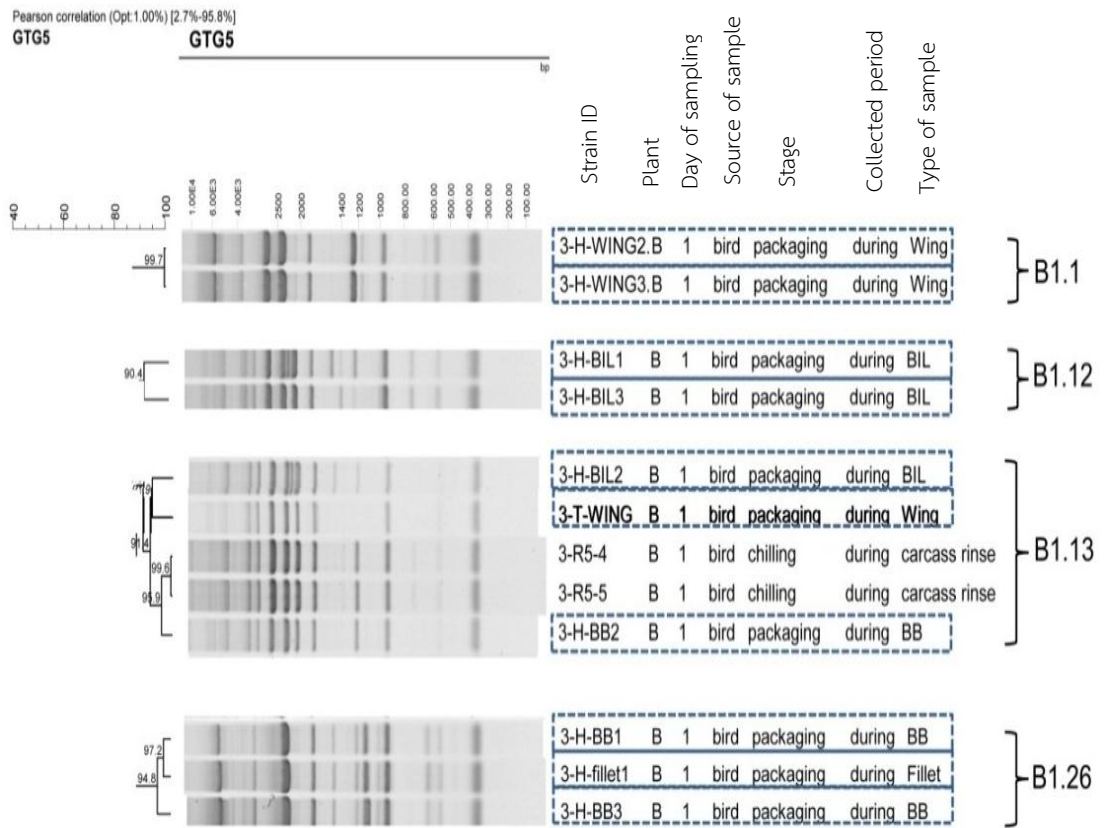 Pearson correlation (Opt:1.00%) [2.7%-95.8%]
GTG5 GTG5
bp
Strain ID
Plant
Day of sampling
Source of sample
Stage
Collected period
Type of sample
40 60 80 100
1.00E4 6.00E3 4.00E3 2500 2000 1400 1200 1000 800.00 600.00 500.00 400.00 300.00 200.00 100.00
99.7
3-H-WING2.B 1 bird packaging during Wing
3-H-WING3.B 1 bird packaging during Wing
B1.1
90.4
3-H-BIL1 B 1 bird packaging during BIL
3-H-BIL3 B 1 bird packaging during BIL
B1.12
3-H-BIL2 B 1 bird packaging during BIL
3-T-WING B 1 bird packaging during Wing
3-R5-4 B 1 bird chilling during carcass rinse
99.6
3-R5-5 B 1 bird chilling during carcass rinse
95.9
3-H-BB2 B 1 bird packaging during BB
B1.13
3-H-BB1 B 1 bird packaging during BB
97.2
3-H-fillet1 B 1 bird packaging during Fillet
94.8
3-H-BB3 B 1 bird packaging during BB
B1.26